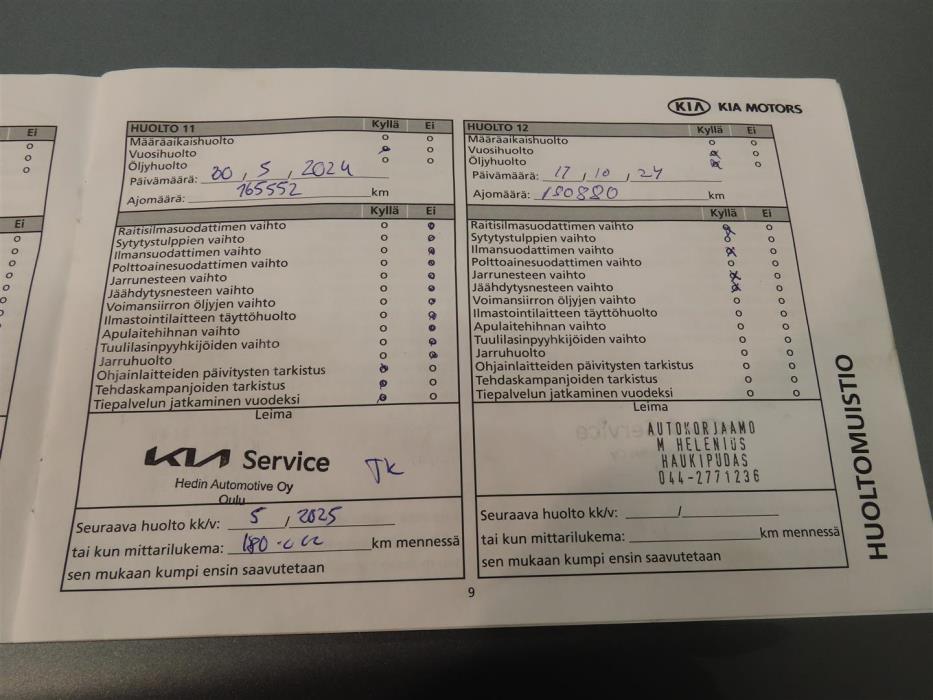 KIA KIA MOTORS
Ei
HUOLTO 11 Kyllä Ei
Määräaikaishuolto
Vuosihuolto
Öljyhuolto
Päivämäärä: 30, 5, 2024
Ajomäärä: 165552 km
Kyllä Ei
Raitisilmasuodattimen vaihto
Sytytystulppien vaihto
Ilmansuodattimen vaihto
Polttoainesuodattimen vaihto
Jarrunesteen vaihto
Jäähdytysnesteen vaihto
Voimansiirron öljyjen vaihto
Ilmastointilaitteen täyttöhuolto
Apulaitehihnan vaihto
Tuulilasinpyyhkijöiden vaihto
Jarruhuolto
Ohjainlaitteiden päivitysten tarkistus
Tehdaskampanjoiden tarkistus
Tiepalvelun jatkaminen vuodeksi
Leima
KIA Service
Hedin Automotive Oy
Oulu
TK
Seuraava huolto kk/v: 5 / 2025
tai kun mittarilukema: 180.000 km mennessä
sen mukaan kumpi ensin saavutetaan
HUOLTO 12 Kyllä Ei
Määräaikaishuolto
Vuosihuolto
Öljyhuolto
Päivämäärä: 17, 10, 24
Ajomäärä: 180880 km
Kyllä Ei
Raitisilmasuodattimen vaihto
Sytytystulppien vaihto
Ilmansuodattimen vaihto
Polttoainesuodattimen vaihto
Jarrunesteen vaihto
Jäähdytysnesteen vaihto
Voimansiirron öljyjen vaihto
Ilmastointilaitteen täyttöhuolto
Apulaitehihnan vaihto
Tuulilasinpyyhkijöiden vaihto
Jarruhuolto
Ohjainlaitteiden päivitysten tarkistus
Tehdaskampanjoiden tarkistus
Tiepalvelun jatkaminen vuodeksi
Leima
AUTOKORJAAMO
M HELENIUS
HAUKIPUDAS
044-2771236
Seuraava huolto kk/v: /
tai kun mittarilukema: km mennessä
sen mukaan kumpi ensin saavutetaan
Ei
HUOLTOMUISTIO
9